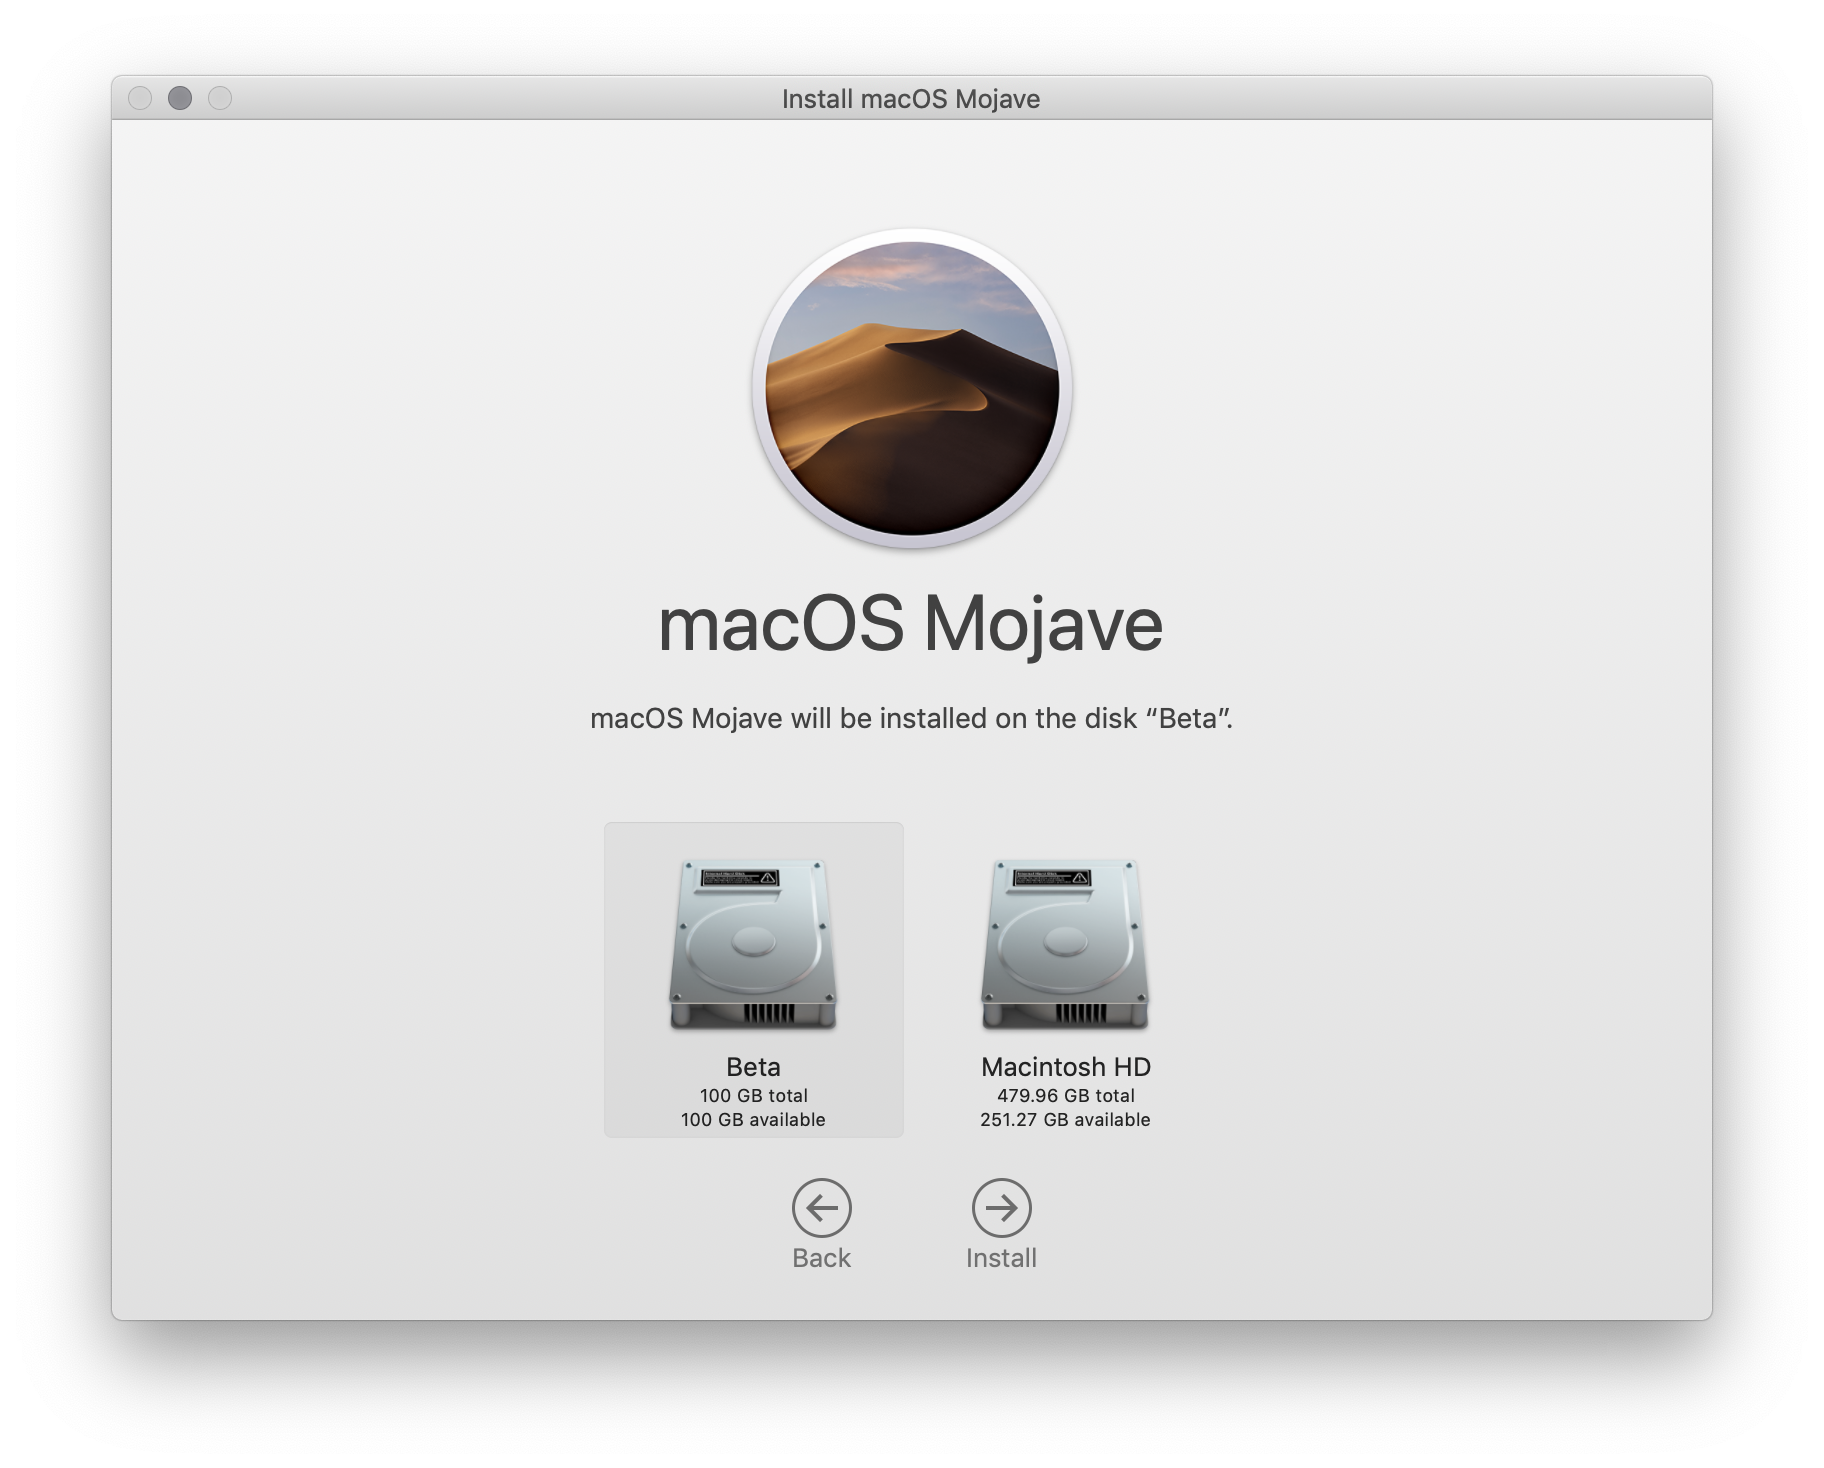 Install macOS Mojave
macOS Mojave
macOS Mojave will be installed on the disk “Beta”.
Beta
100 GB total
100 GB available
Macintosh HD
479.96 GB total
251.27 GB available
Back
Install